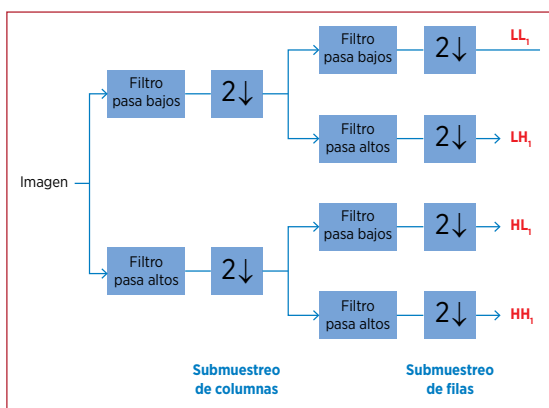 Filtro
pasa bajos
2↓
LL₁
Filtro
pasa bajos
2↓
Filtro
pasa altos
2↓
LH₁
Imagen
Filtro
pasa bajos
2↓
HL₁
Filtro
pasa altos
2↓
Filtro
pasa altos
2↓
HH₁
Submuestreo
de columnas
Submuestreo
de filas